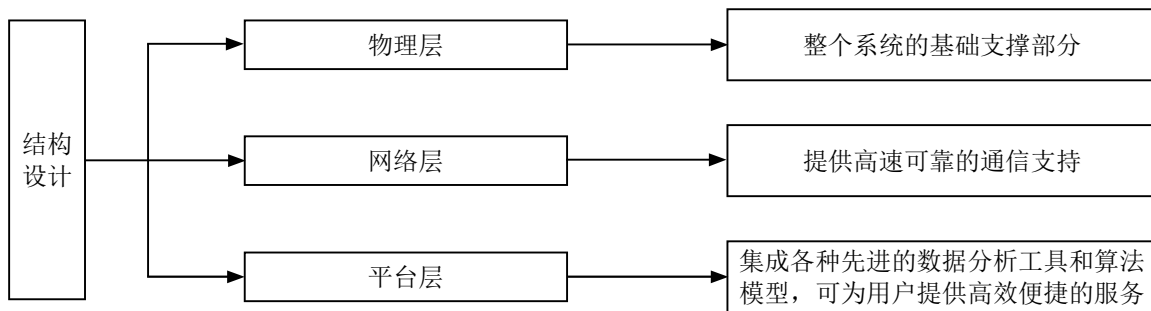 结构
设计
物理层
整个系统的基础支撑部分
网络层
提供高速可靠的通信支持
平台层
集成各种先进的数据分析工具和算法
模型，可为用户提供高效便捷的服务